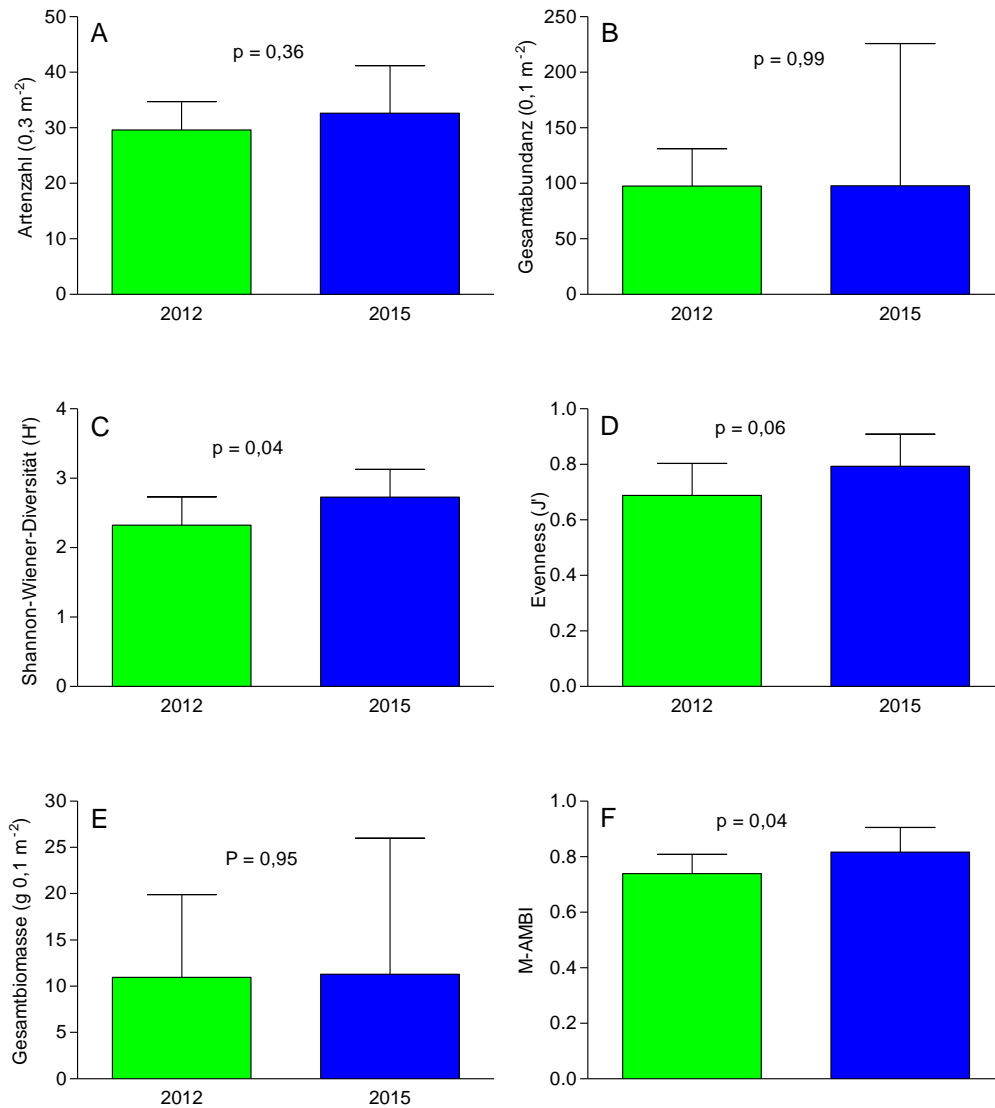 A
p = 0,36
Artenzahl (0,3 m⁻²)
50
40
30
20
10
0
2012
2015
B
p = 0,99
Gesamtabundanz (0,1 m⁻²)
250
200
150
100
50
0
2012
2015
C
p = 0,04
Shannon-Wiener-Diversität (H')
4
3
2
1
0
2012
2015
D
p = 0,06
Evenness (J')
1.0
0.8
0.6
0.4
0.2
0.0
2012
2015
E
P = 0,95
Gesamtbiomasse (g 0,1 m⁻²)
30
25
20
15
10
5
0
2012
2015
F
p = 0,04
M-AMBI
1.0
0.8
0.6
0.4
0.2
0.0
2012
2015